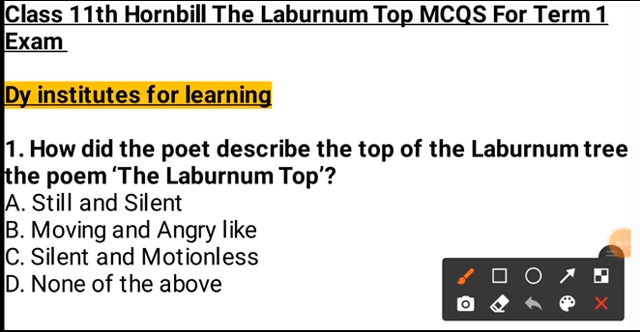 Class 11th Hornbill The Laburnum Top MCQS For Term 1
Exam
Dy institutes for learning
1. How did the poet describe the top of the Laburnum tree
the poem ‘The Laburnum Top’?
A. Still and Silent
B. Moving and Angry like
C. Silent and Motionless
D. None of the above